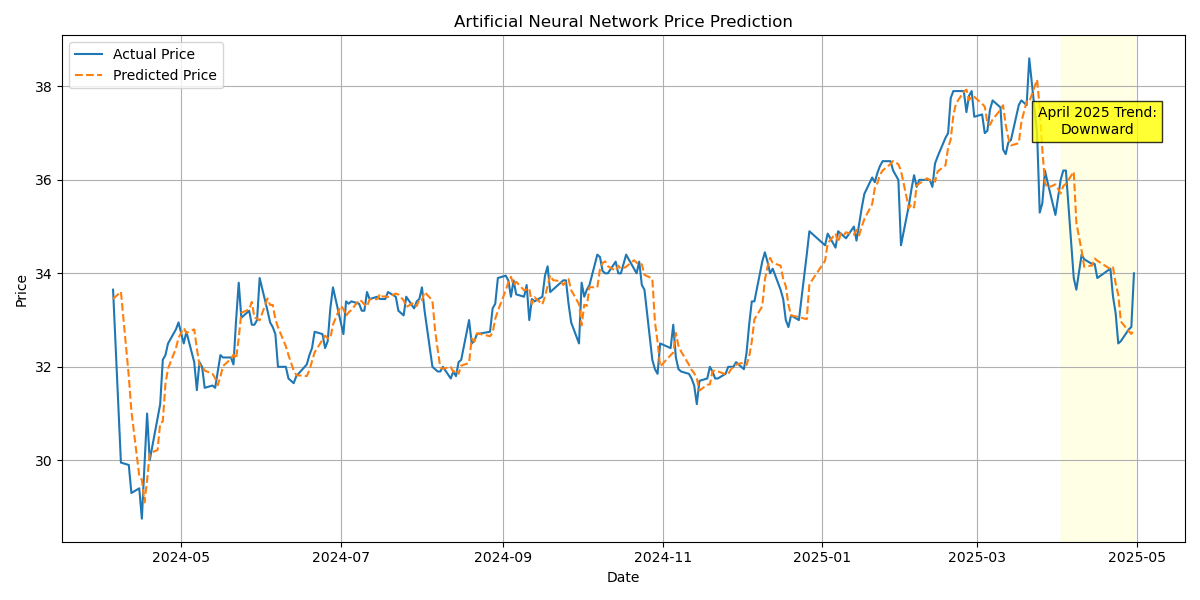 Artificial Neural Network Price Prediction
Actual Price
Predicted Price
April 2025 Trend:
Downward
Price
38
36
34
32
30
2024-05
2024-07
2024-09
2024-11
2025-01
2025-03
2025-05
Date